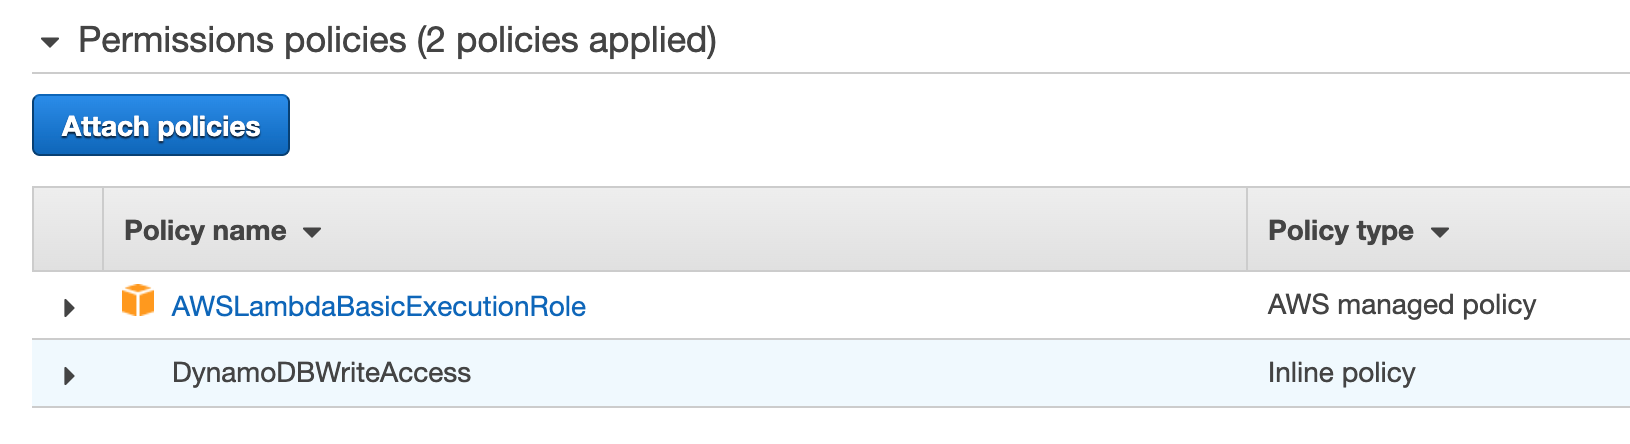 Permissions policies (2 policies applied)
Attach policies
Policy name Policy type
AWSLambdaBasicExecutionRole AWS managed policy
DynamoDBWriteAccess Inline policy